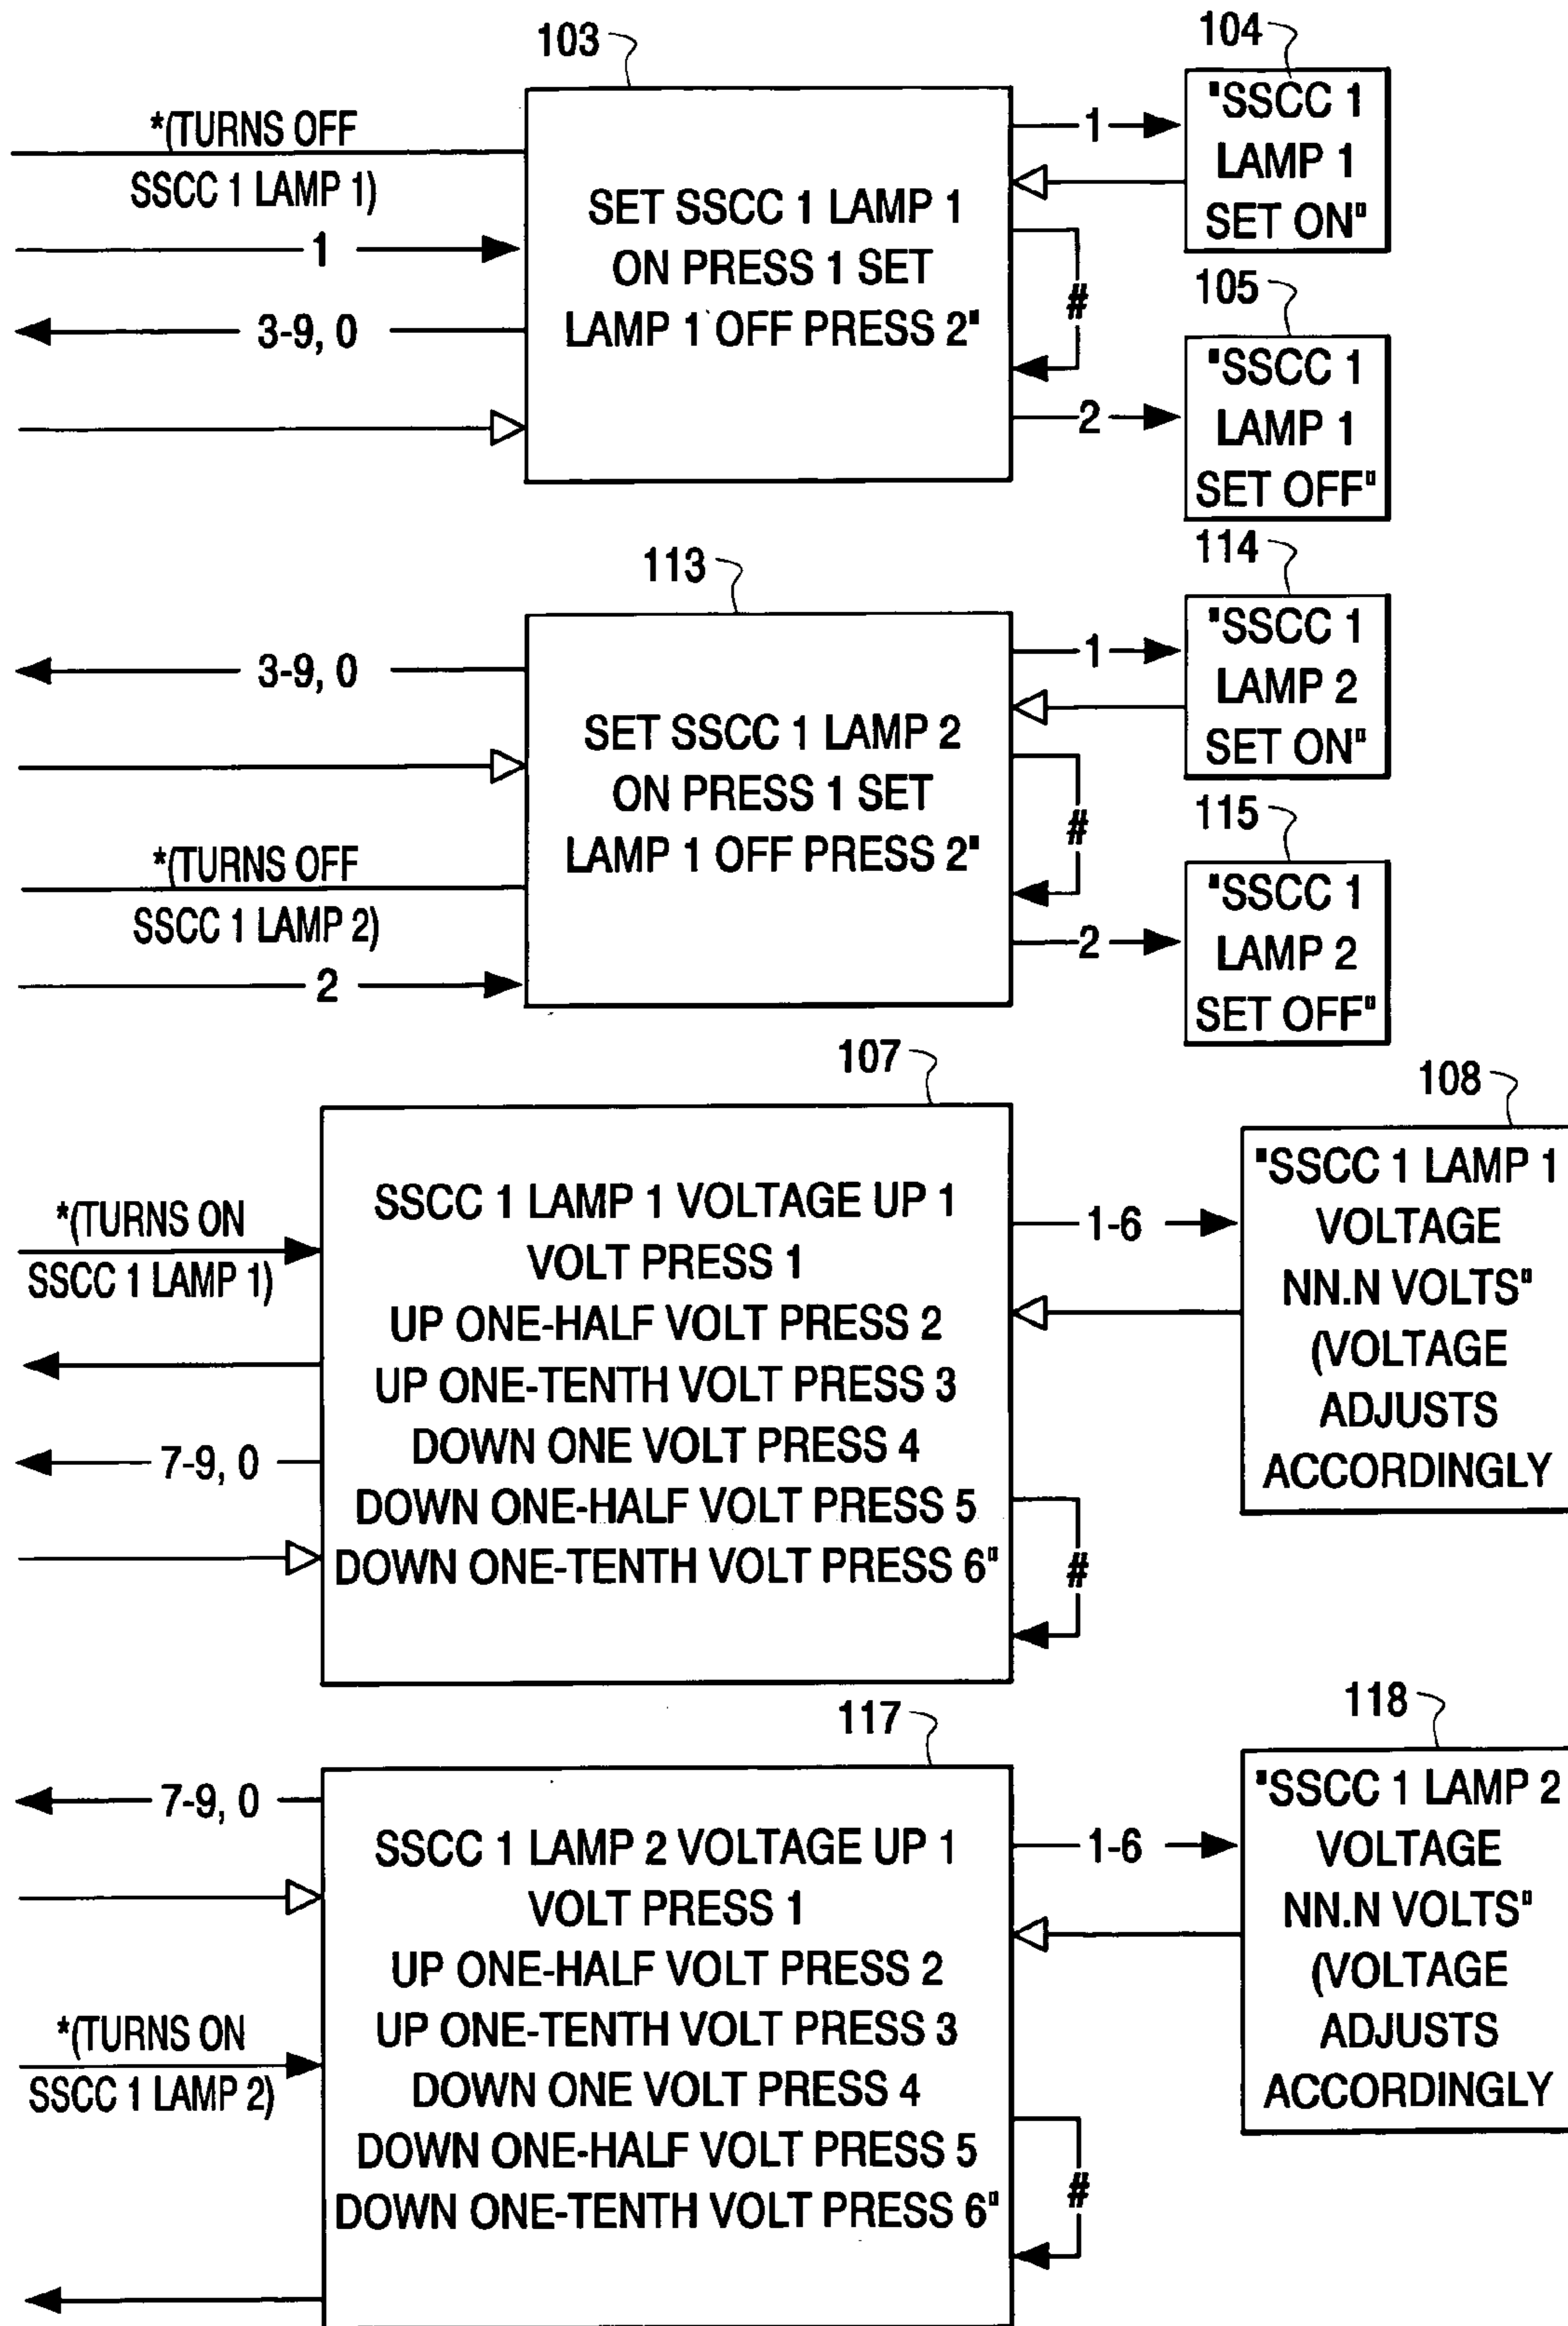 103
104
*(TURNS OFF
SSCC 1 LAMP 1)
1
3-9, 0
SET SSCC 1 LAMP 1
ON PRESS 1 SET
LAMP 1 OFF PRESS 2"
1
#
2
"SSCC 1
LAMP 1
SET ON"
105
"SSCC 1
LAMP 1
SET OFF"
113
114
3-9, 0
*(TURNS OFF
SSCC 1 LAMP 2)
2
SET SSCC 1 LAMP 2
ON PRESS 1 SET
LAMP 1 OFF PRESS 2"
1
#
2
"SSCC 1
LAMP 2
SET ON"
115
"SSCC 1
LAMP 2
SET OFF"
107
108
*(TURNS ON
SSCC 1 LAMP 1)
7-9, 0
SSCC 1 LAMP 1 VOLTAGE UP 1
VOLT PRESS 1
UP ONE-HALF VOLT PRESS 2
UP ONE-TENTH VOLT PRESS 3
DOWN ONE VOLT PRESS 4
DOWN ONE-HALF VOLT PRESS 5
DOWN ONE-TENTH VOLT PRESS 6"
1-6
#
"SSCC 1 LAMP 1
VOLTAGE
NN.N VOLTS"
(VOLTAGE
ADJUSTS
ACCORDINGLY
117
118
7-9, 0
*(TURNS ON
SSCC 1 LAMP 2)
SSCC 1 LAMP 2 VOLTAGE UP 1
VOLT PRESS 1
UP ONE-HALF VOLT PRESS 2
UP ONE-TENTH VOLT PRESS 3
DOWN ONE VOLT PRESS 4
DOWN ONE-HALF VOLT PRESS 5
DOWN ONE-TENTH VOLT PRESS 6"
1-6
#
"SSCC 1 LAMP 2
VOLTAGE
NN.N VOLTS"
(VOLTAGE
ADJUSTS
ACCORDINGLY